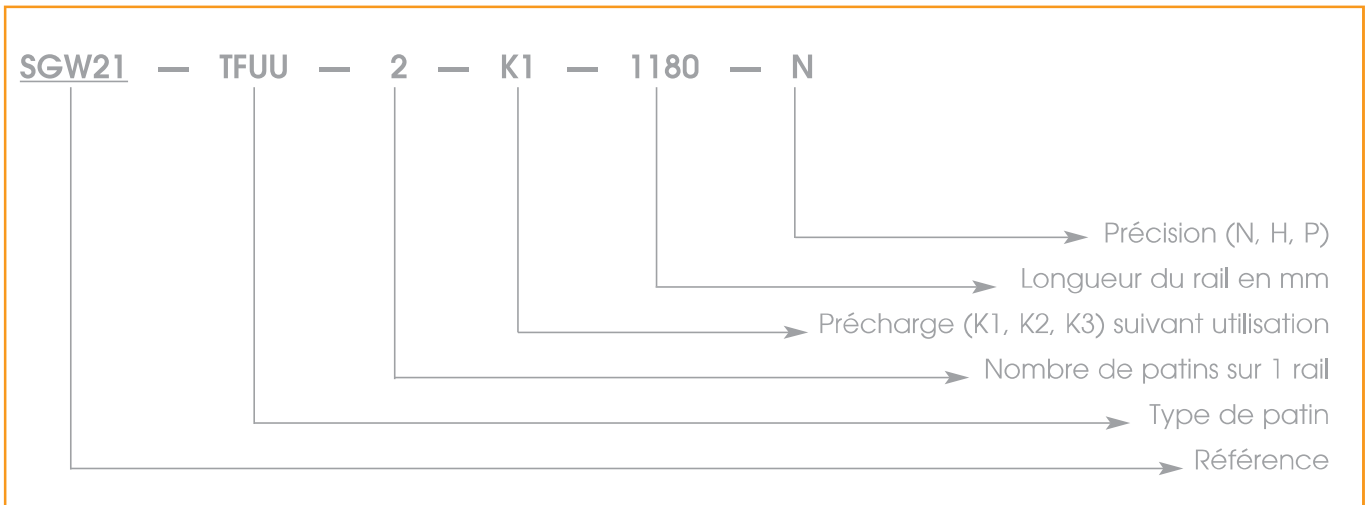 SGW21 — TFUU — 2 — K1 — 1180 — N
Précision (N, H, P)
Longueur du rail en mm
Précharge (K1, K2, K3) suivant utilisation
Nombre de patins sur 1 rail
Type de patin
Référence